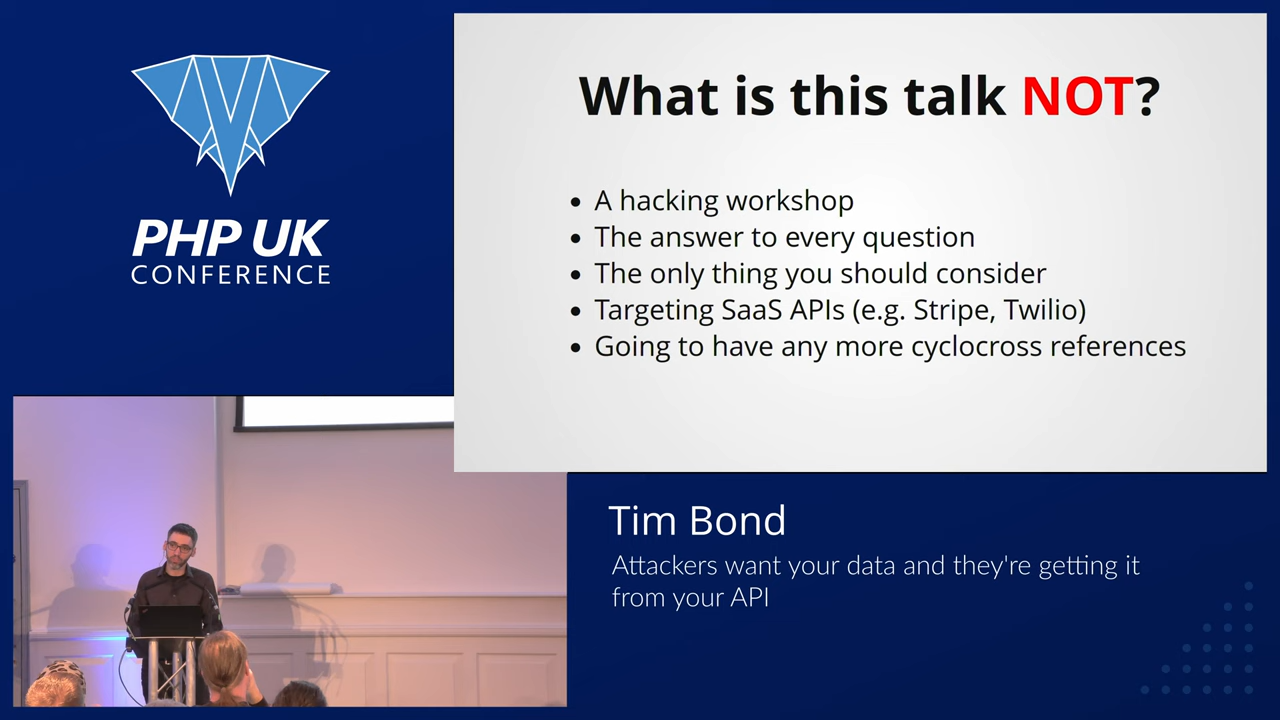 PHP UK
CONFERENCE
What is this talk NOT?
A hacking workshop
The answer to every question
The only thing you should consider
Targeting SaaS APIs (e.g. Stripe, Twilio)
Going to have any more cyclocross references
Tim Bond
Attackers want your data and they're getting it
from your API